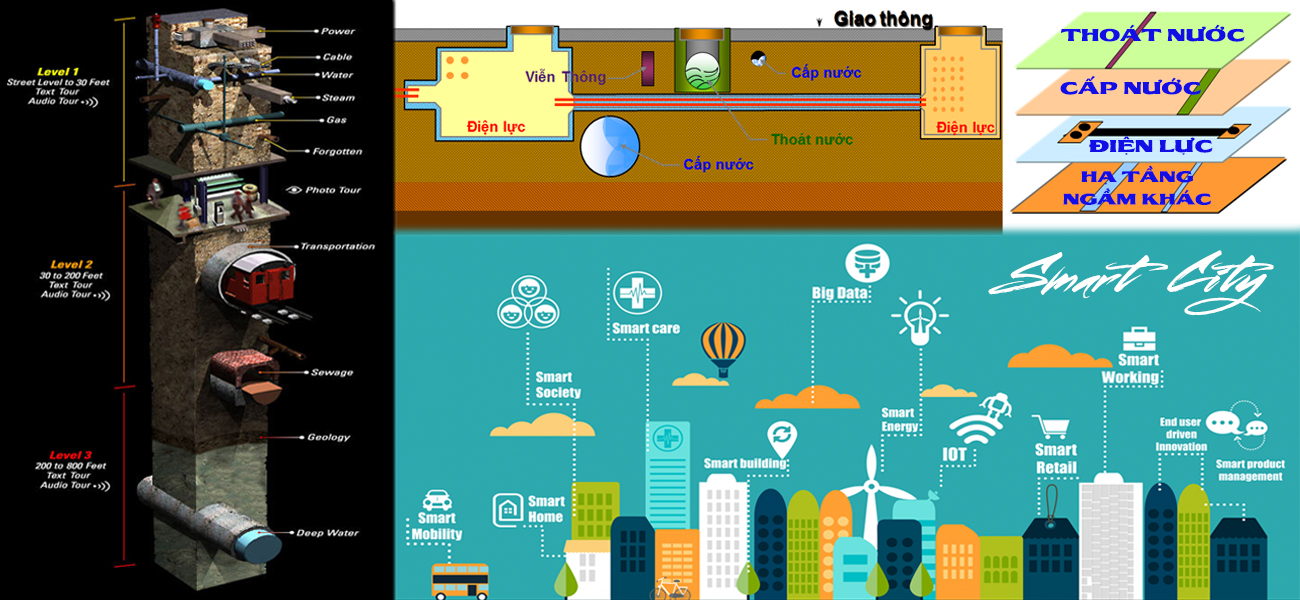 Level 1
Street Level to 30 Feet
Text Tour
Audio Tour
Power
Cable
Water
Steam
Gas
Forgotten
Photo Tour
Level 2
30 to 200 Feet
Text Tour
Audio Tour
Transportation
Sewage
Geology
Level 3
200 to 800 Feet
Text Tour
Audio Tour
Deep Water
Giao thông
Viễn Thông
Cấp nước
Điện lực
Điện lực
Thoát nước
Cấp nước
THOÁT NƯỚC
CẤP NƯỚC
ĐIỆN LỰC
HẠ TẦNG
NGẦM KHÁC
Smart City
Big Data
Smart care
Smart
Society
Smart
Working
Smart
Energy
IOT
Smart
Retail
End user
driven
Innovation
Smart product
management
Smart building
Smart
Home
Smart
Mobility